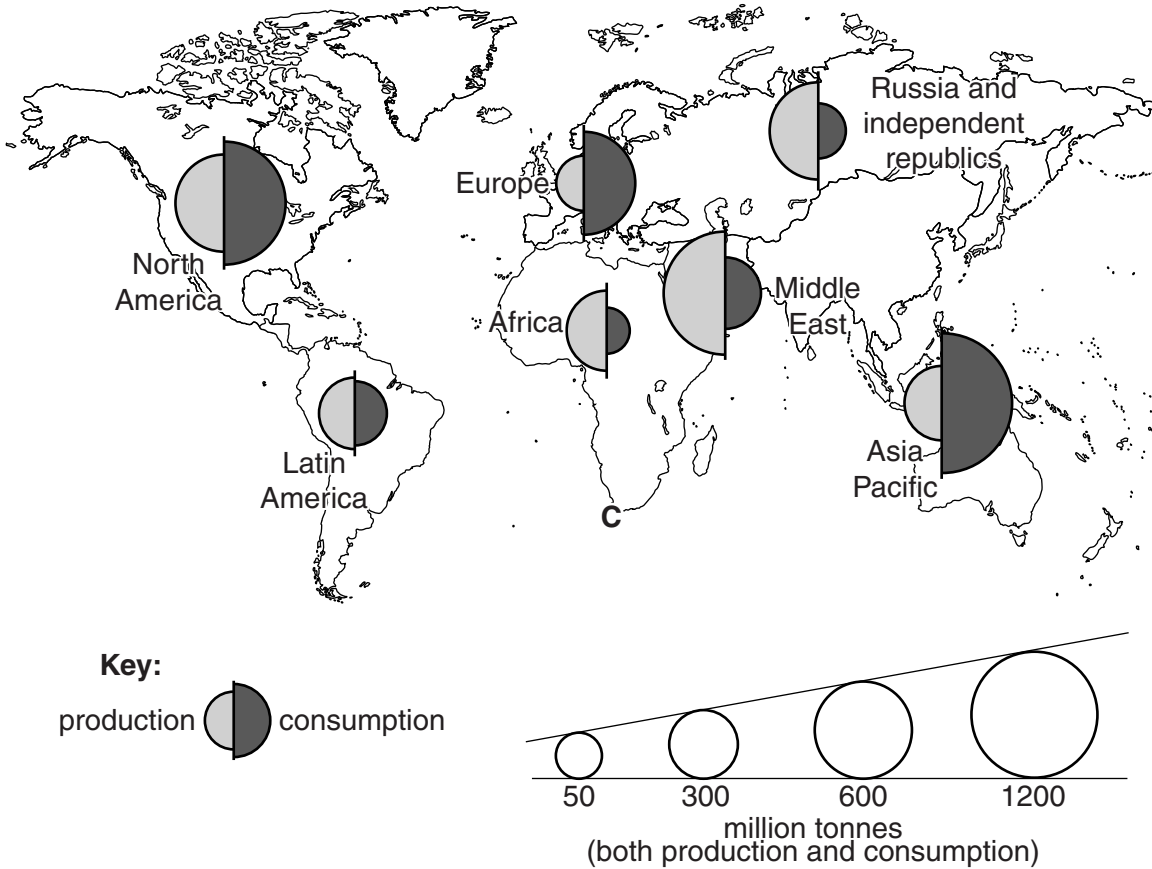 Russia and
independent
republics
Europe
North
America
Africa
Middle
East
Latin
America
Asia
Pacific
C
Key:
production consumption
50 300 600 1200
million tonnes
(both production and consumption)